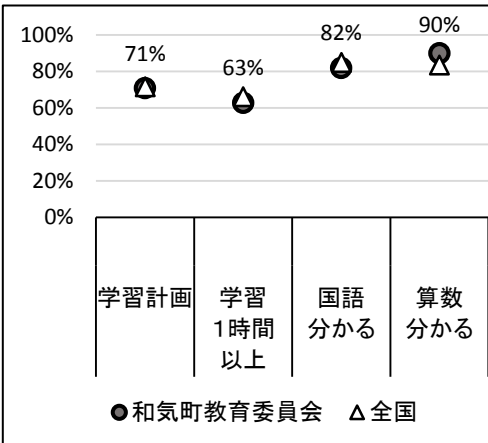 100%
80%
60%
40%
20%
0%
71%
63%
82%
90%
学習計画
学習
1時間
以上
国語
分かる
算数
分かる
和気町教育委員会
全国